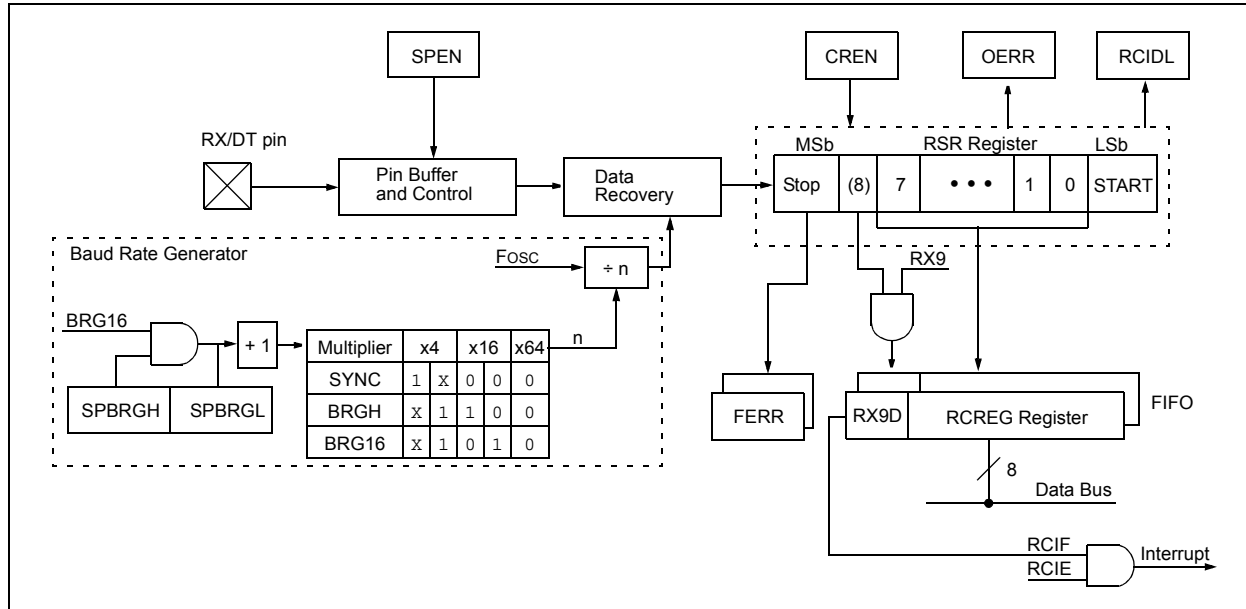 SPEN
CREN
OERR
RCIDL
RX/DT pin
Pin Buffer
and Control
Data
Recovery
MSb
RSR Register
LSb
Stop (8) 7 • • • 1 0 START
Baud Rate Generator
FOSC
÷ n
RX9
BRG16
+ 1
n
Multiplier x4 x16 x64
SYNC 1 X 0 0 0
BRGH X 1 1 0 0
BRG16 X 1 0 1 0
SPBRGH SPBRGL
FERR
RX9D RCREG Register
FIFO
8
Data Bus
RCIF
RCIE
Interrupt